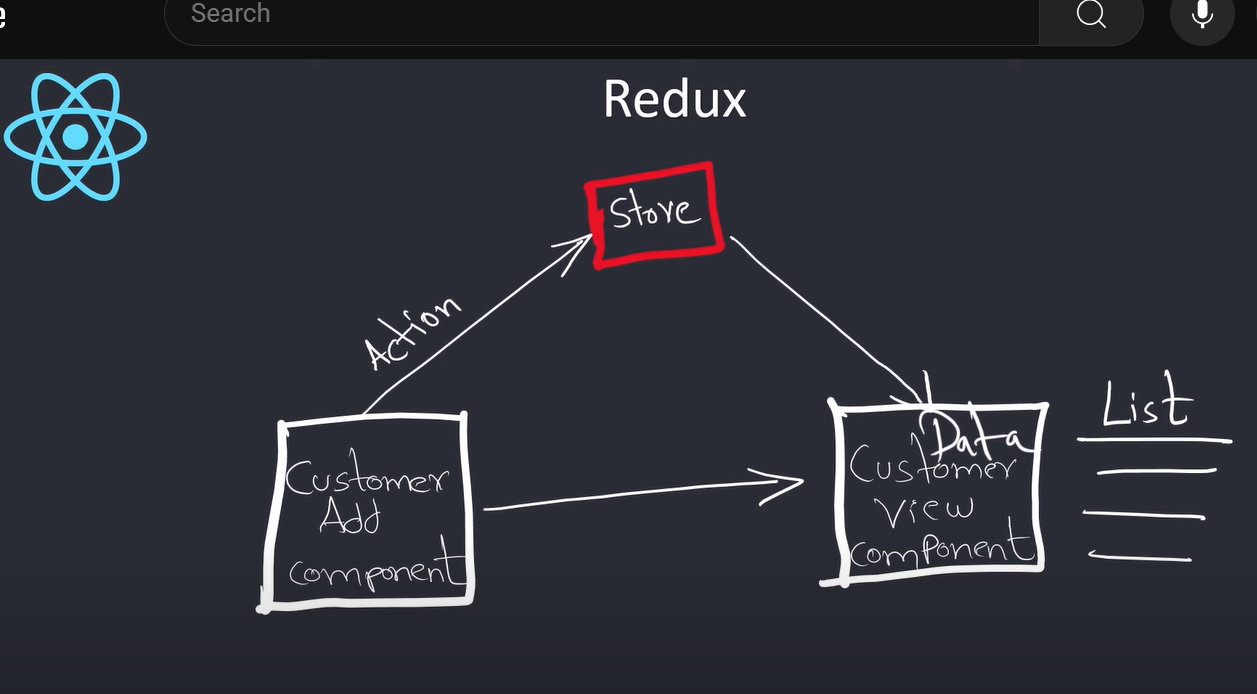 e
Search
Redux
Store
Action
List
Data
Customer
Add
component
Customer
View
component